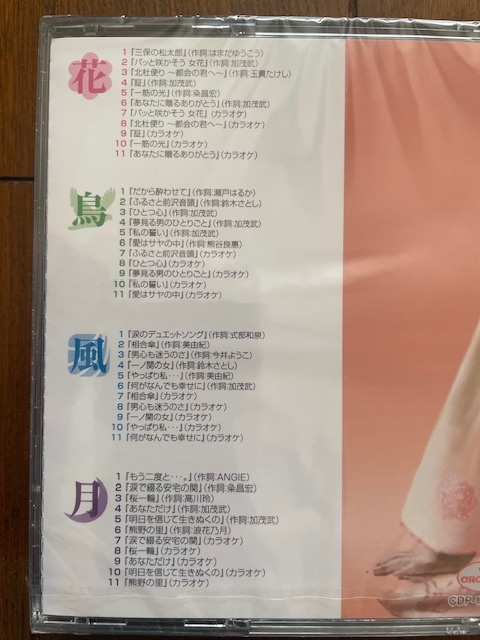 花
1 『三保の松太郎』(作詞:はまだゆうこう)
2 『パッと咲かそう 女花』(作詞:加茂武)
3 『北杜便り 〜都会の君へ〜』(作詞:玉貴たけし)
4 『証』(作詞:加茂武)
5 『一筋の光』(作詞:粂昌宏)
6 『あなたに贈るありがとう』(作詞:加茂武)
7 『パッと咲かそう 女花』(カラオケ)
8 『北杜便り 〜都会の君へ〜』(カラオケ)
9 『証』(カラオケ)
10 『一筋の光』(カラオケ)
11 『あなたに贈るありがとう』(カラオケ)
鳥
1 『だから酔わせて』(作詞:瀬戸はるか)
2 『ふるさと前沢音頭』(作詞:鈴木さとし)
3 『ひとつ心』(作詞:加茂武)
4 『夢見る男のひとりごと』(作詞:加茂武)
5 『私の誓い』(作詞:加茂武)
6 『愛はサヤの中』(作詞:熊谷良惠)
7 『ふるさと前沢音頭』(カラオケ)
8 『ひとつ心』(カラオケ)
9 『夢見る男のひとりごと』(カラオケ)
10 『私の誓い』(カラオケ)
11 『愛はサヤの中』(カラオケ)
風
1 『涙のデュエットソング』(作詞:式部和泉)
2 『相合傘』(作詞:美由紀)
3 『男心も迷うのさ』(作詞:今井ようこ)
4 『一ノ関の女』(作詞:鈴木さとし)
5 『やっぱり私・・・』(作詞:美由紀)
6 『何がなんでも幸せに』(作詞:加茂武)
7 『相合傘』(カラオケ)
8 『男心も迷うのさ』(カラオケ)
9 『一ノ関の女』(カラオケ)
10 『やっぱり私・・・』(カラオケ)
11 『何がなんでも幸せに』(カラオケ)
月
1 『もう二度と・・・。』(作詞:ANGIE)
2 『涙で綴る安宅の関』(作詞:粂昌宏)
3 『桜一輪』(作詞:高川玲)
4 『あなただけ』(作詞:加茂武)
5 『明日を信じて生きぬくの』(作詞:加茂武)
6 『熊野の里』(作詞:浪花乃月)
7 『涙で綴る安宅の関』(カラオケ)
8 『桜一輪』(カラオケ)
9 『あなただけ』(カラオケ)
10 『明日を信じて生きぬくの』(カラオケ)
11 『熊野の里』(カラオケ)